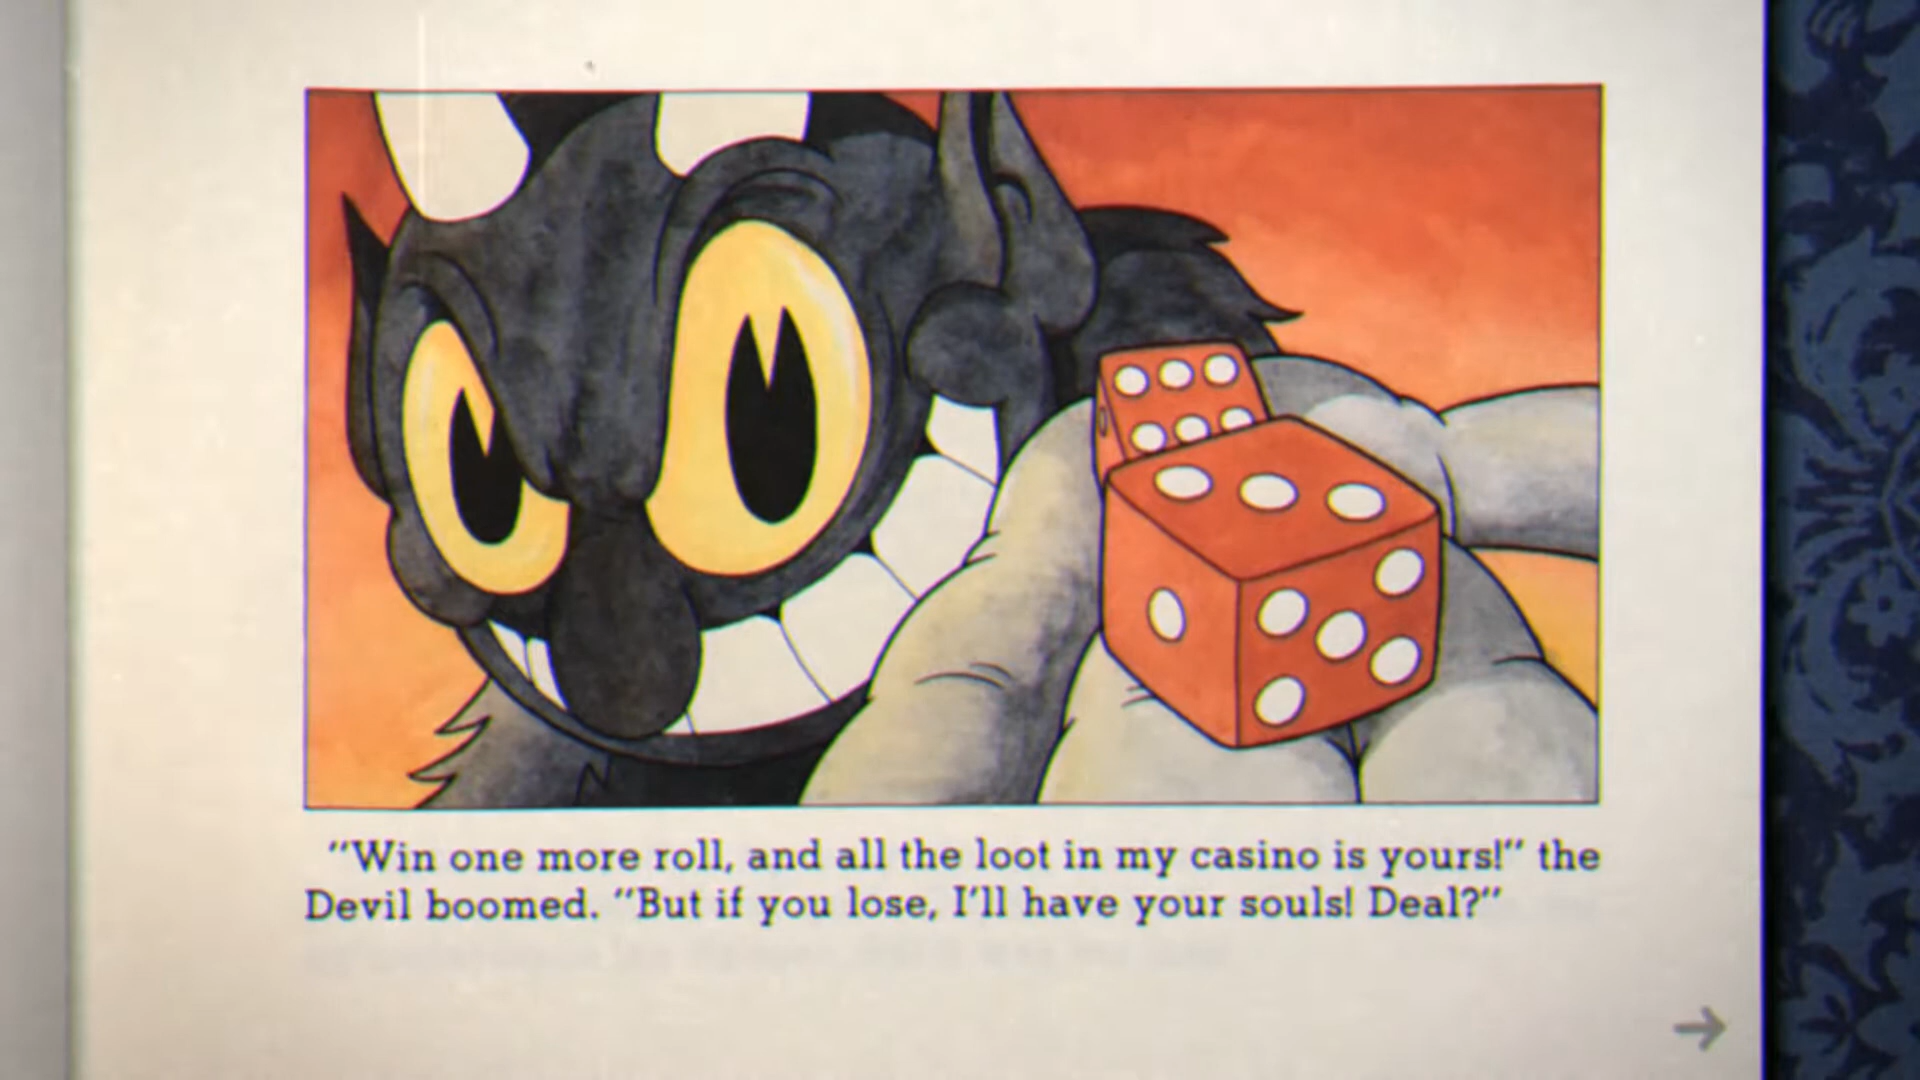 “Win one more roll, and all the loot in my casino is yours!” the
Devil boomed. “But if you lose, I’ll have your souls! Deal?”